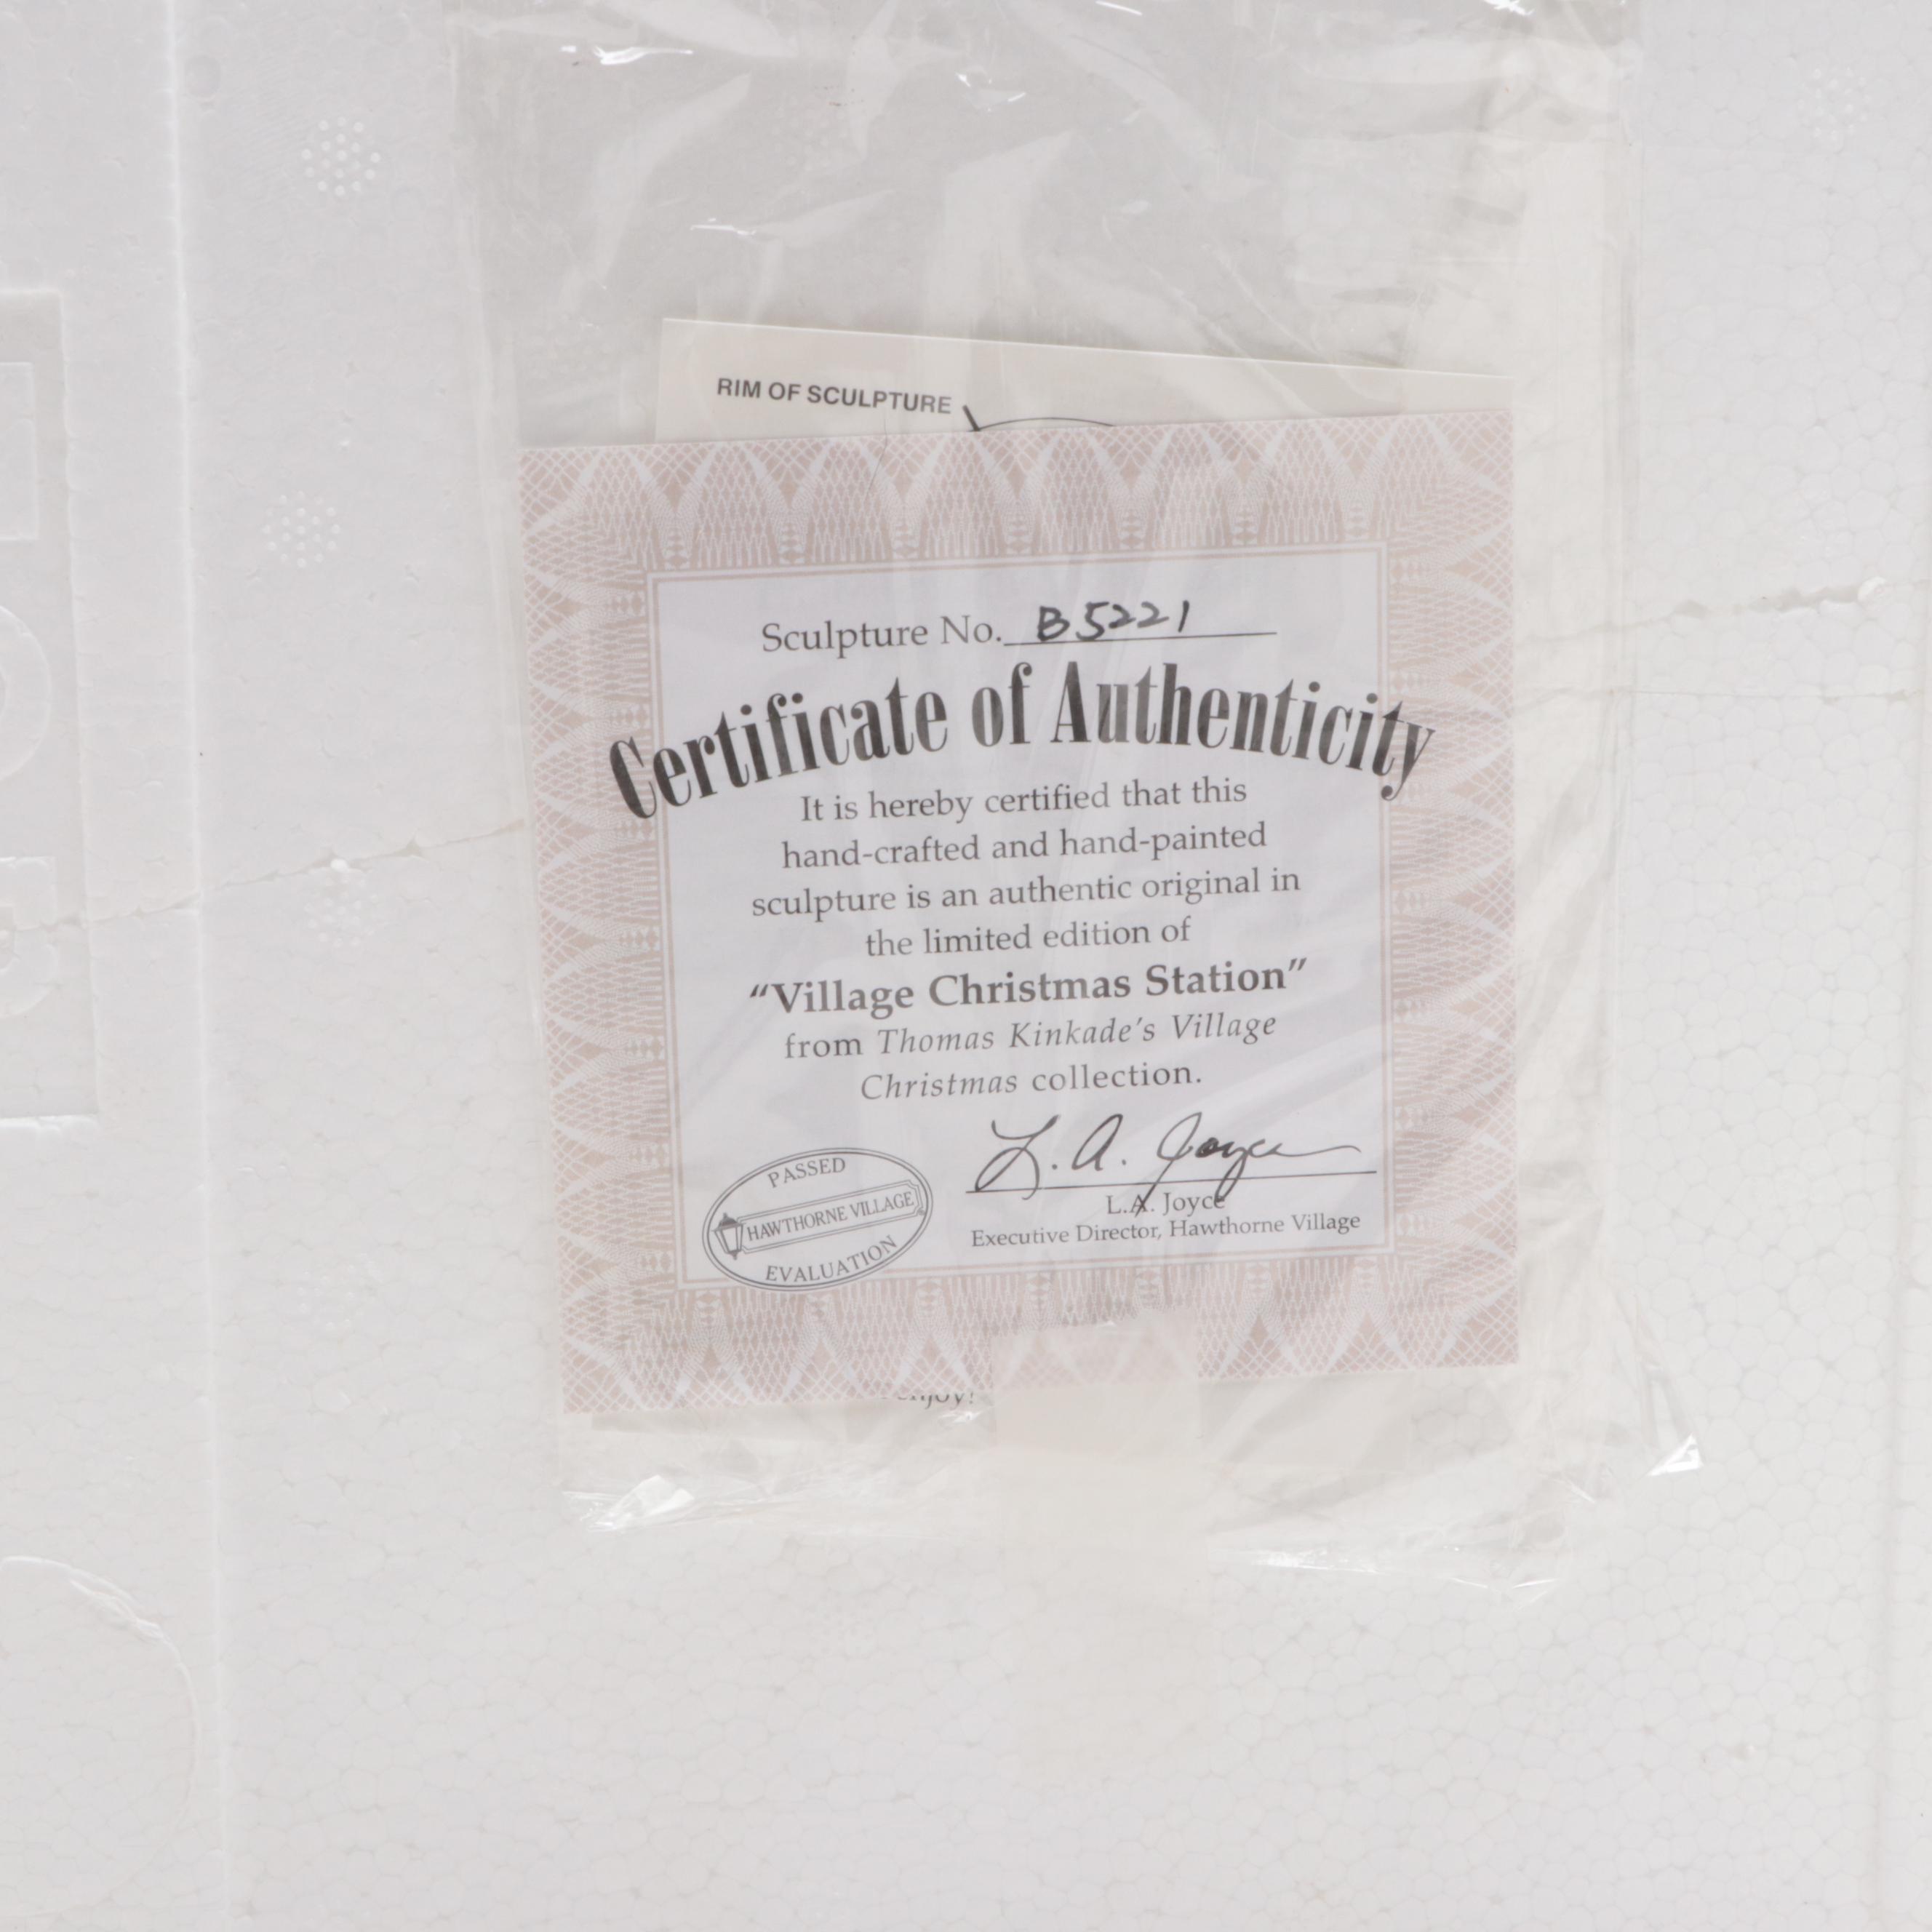 RIM OF SCULPTURE
Sculpture No. B5221
Certificate of Authenticity
It is hereby certified that this
hand-crafted and hand-painted
sculpture is an authentic original in
the limited edition of
“Village Christmas Station”
from Thomas Kinkade's Village
Christmas collection.
L. A. Joyce
L.A. Joyce
Executive Director, Hawthorne Village
PASSED
HAWTHORNE VILLAGE
EVALUATION